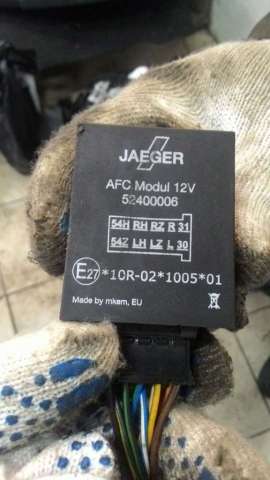 JAEGER
AFC Modul 12V
52400006
54H RH RZ R 31
54Z LH LZ L 30
E27 *10R-02*1005*01
Made by mkem, EU